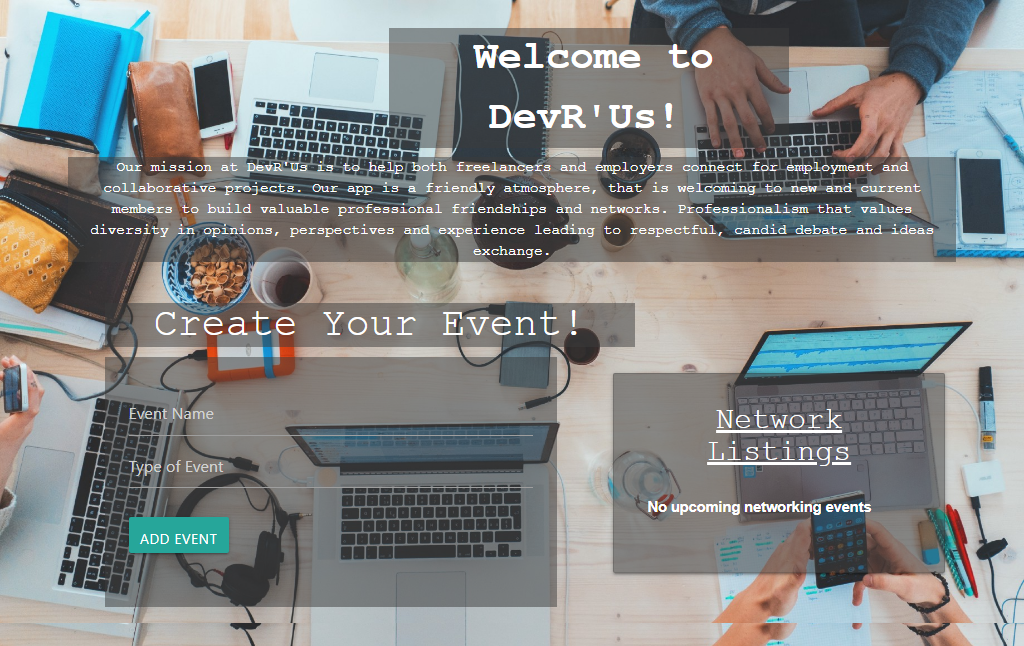 Welcome to
DevR'Us!
Our mission at DevR'Us is to help both freelancers and employers connect for employment and
collaborative projects. Our app is a friendly atmosphere, that is welcoming to new and current
members to build valuable professional friendships and networks. Professionalism that values
diversity in opinions, perspectives and experience leading to respectful, candid debate and ideas
exchange.
Create Your Event!
Event Name
Type of Event
ADD EVENT
Network
Listings
No upcoming networking events